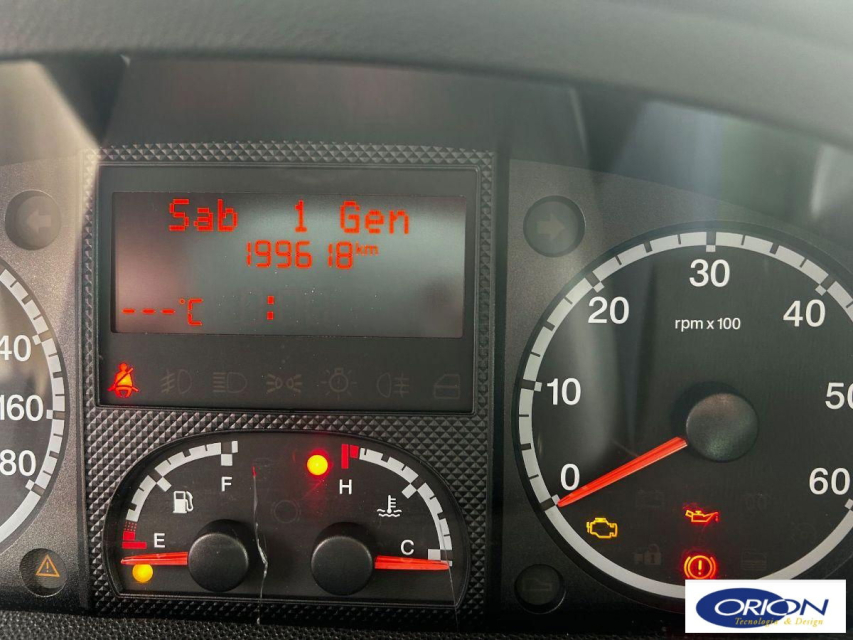 Sab 1 Gen
199618km
---°C :
40
160
80
F
E
H
C
0
10
20
30
40
50
60
rpm x 100
ORION
Tecnologia & Design